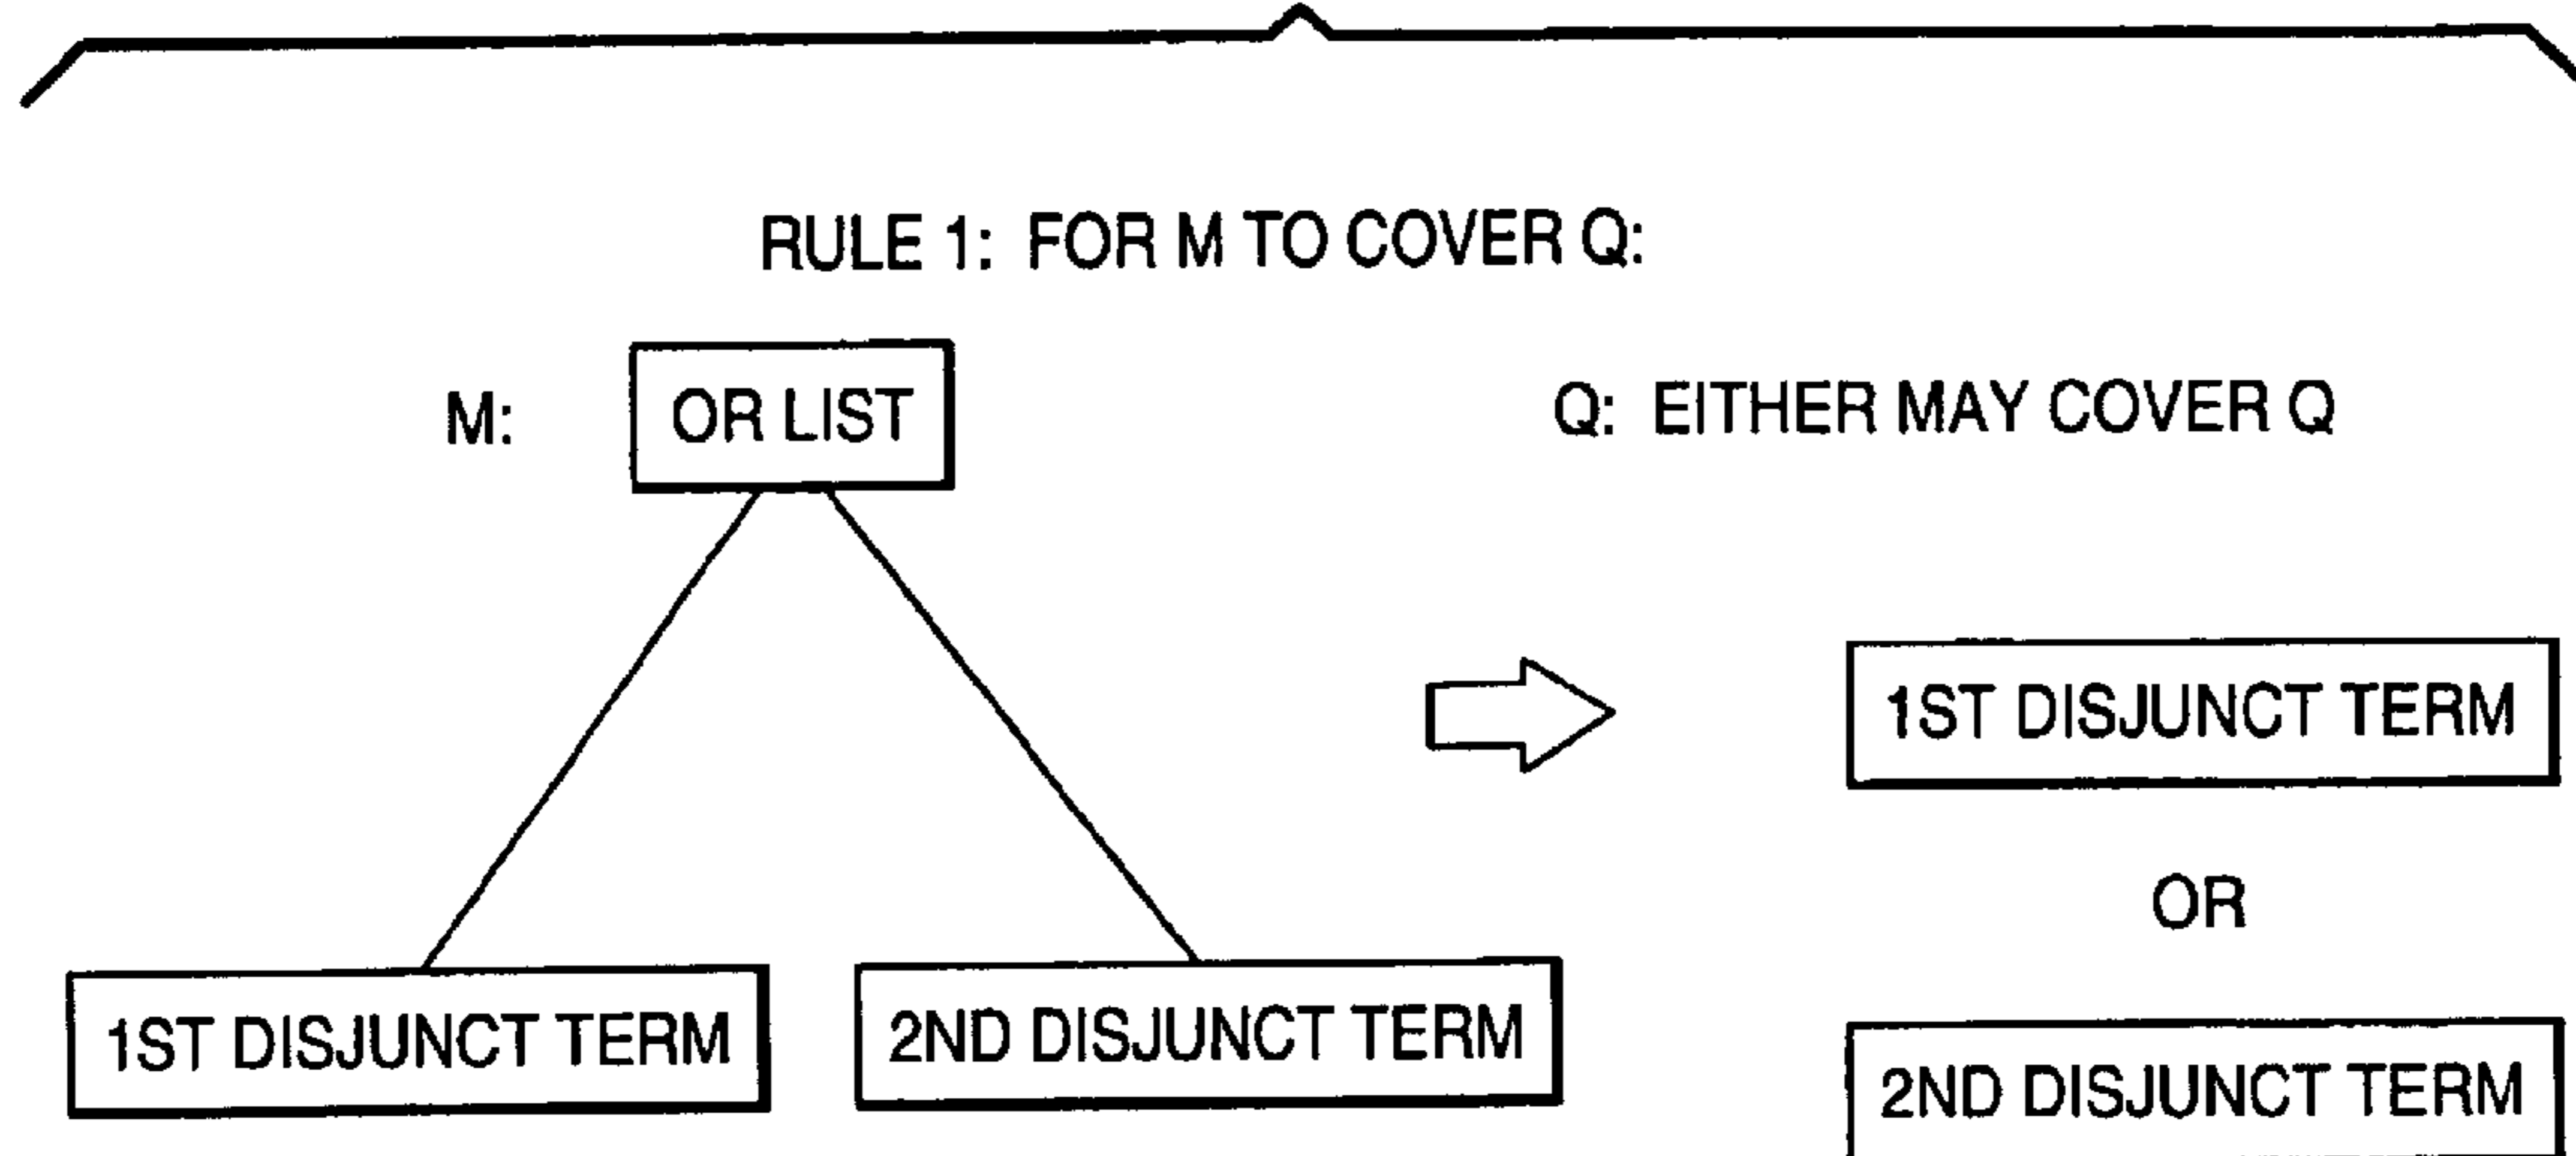 RULE 1: FOR M TO COVER Q:
M:
OR LIST
1ST DISJUNCT TERM
2ND DISJUNCT TERM
Q: EITHER MAY COVER Q
1ST DISJUNCT TERM
OR
2ND DISJUNCT TERM